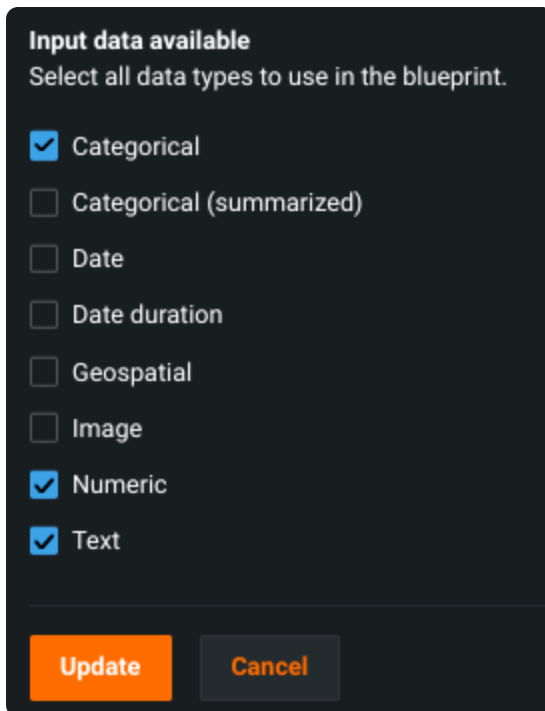 Input data available
Select all data types to use in the blueprint.
Categorical
Categorical (summarized)
Date
Date duration
Geospatial
Image
Numeric
Text
Update Cancel